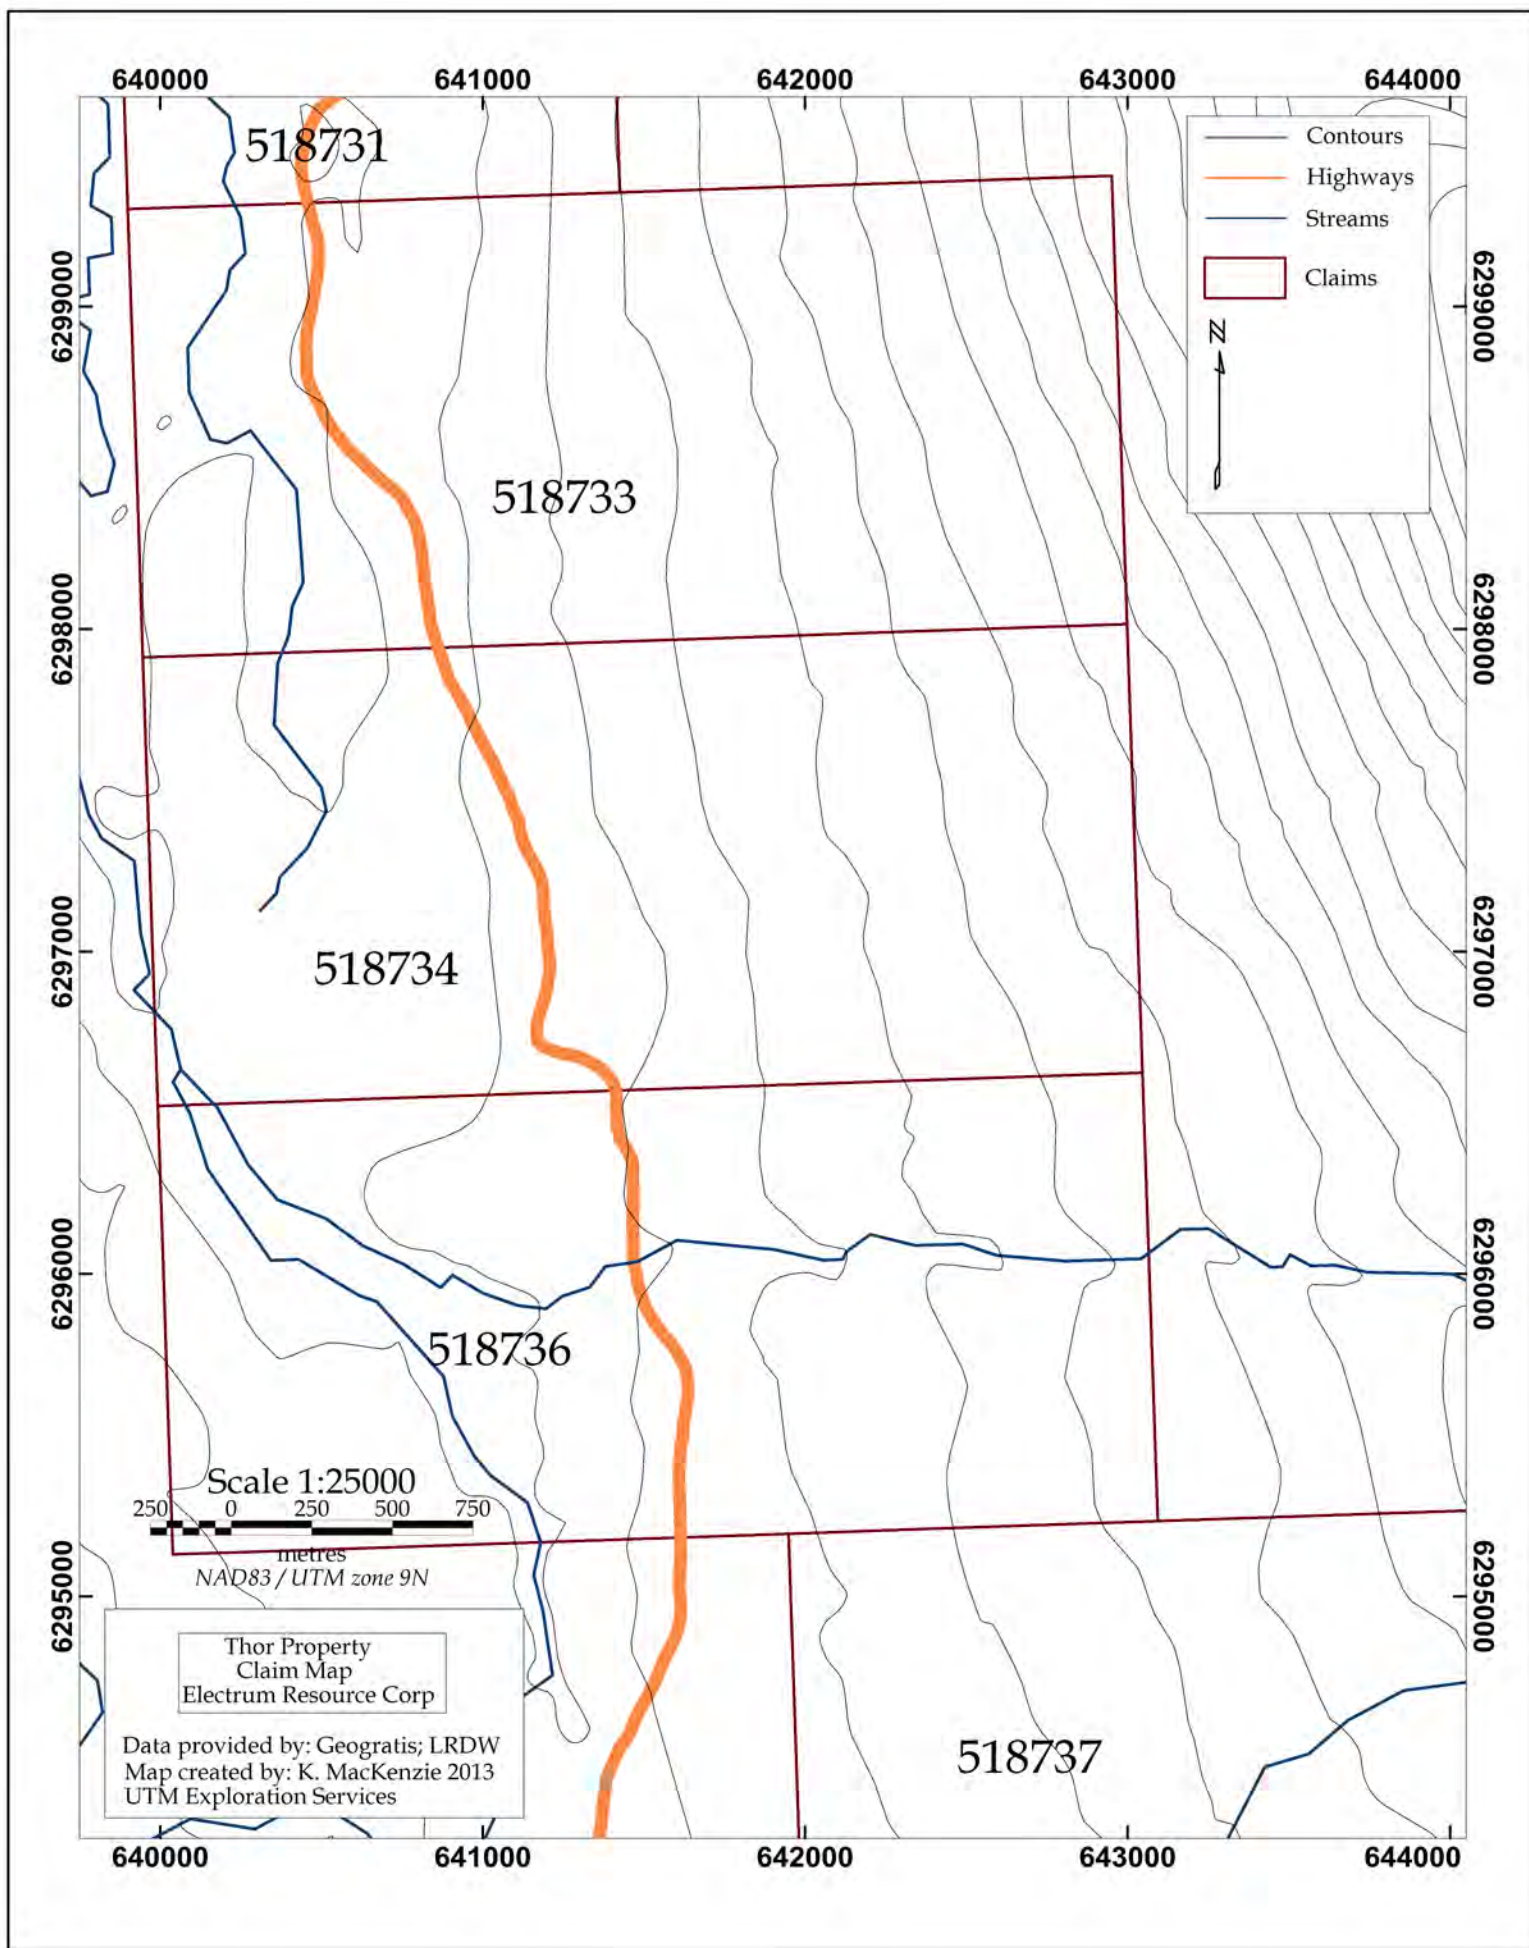 640000 641000 642000 643000 644000
518731
Contours
Highways
Streams
Claims
N
6299000 6299000
518733
6298000 6298000
6297000 6297000
518734
6296000 6296000
518736
Scale 1:25000
250 0 250 500 750
metres
NAD83 / UTM zone 9N
6295000 6295000
Thor Property
Claim Map
Electrum Resource Corp
Data provided by: Geogratis; LRDW
Map created by: K. MacKenzie 2013
UTM Exploration Services
518737
640000 641000 642000 643000 644000